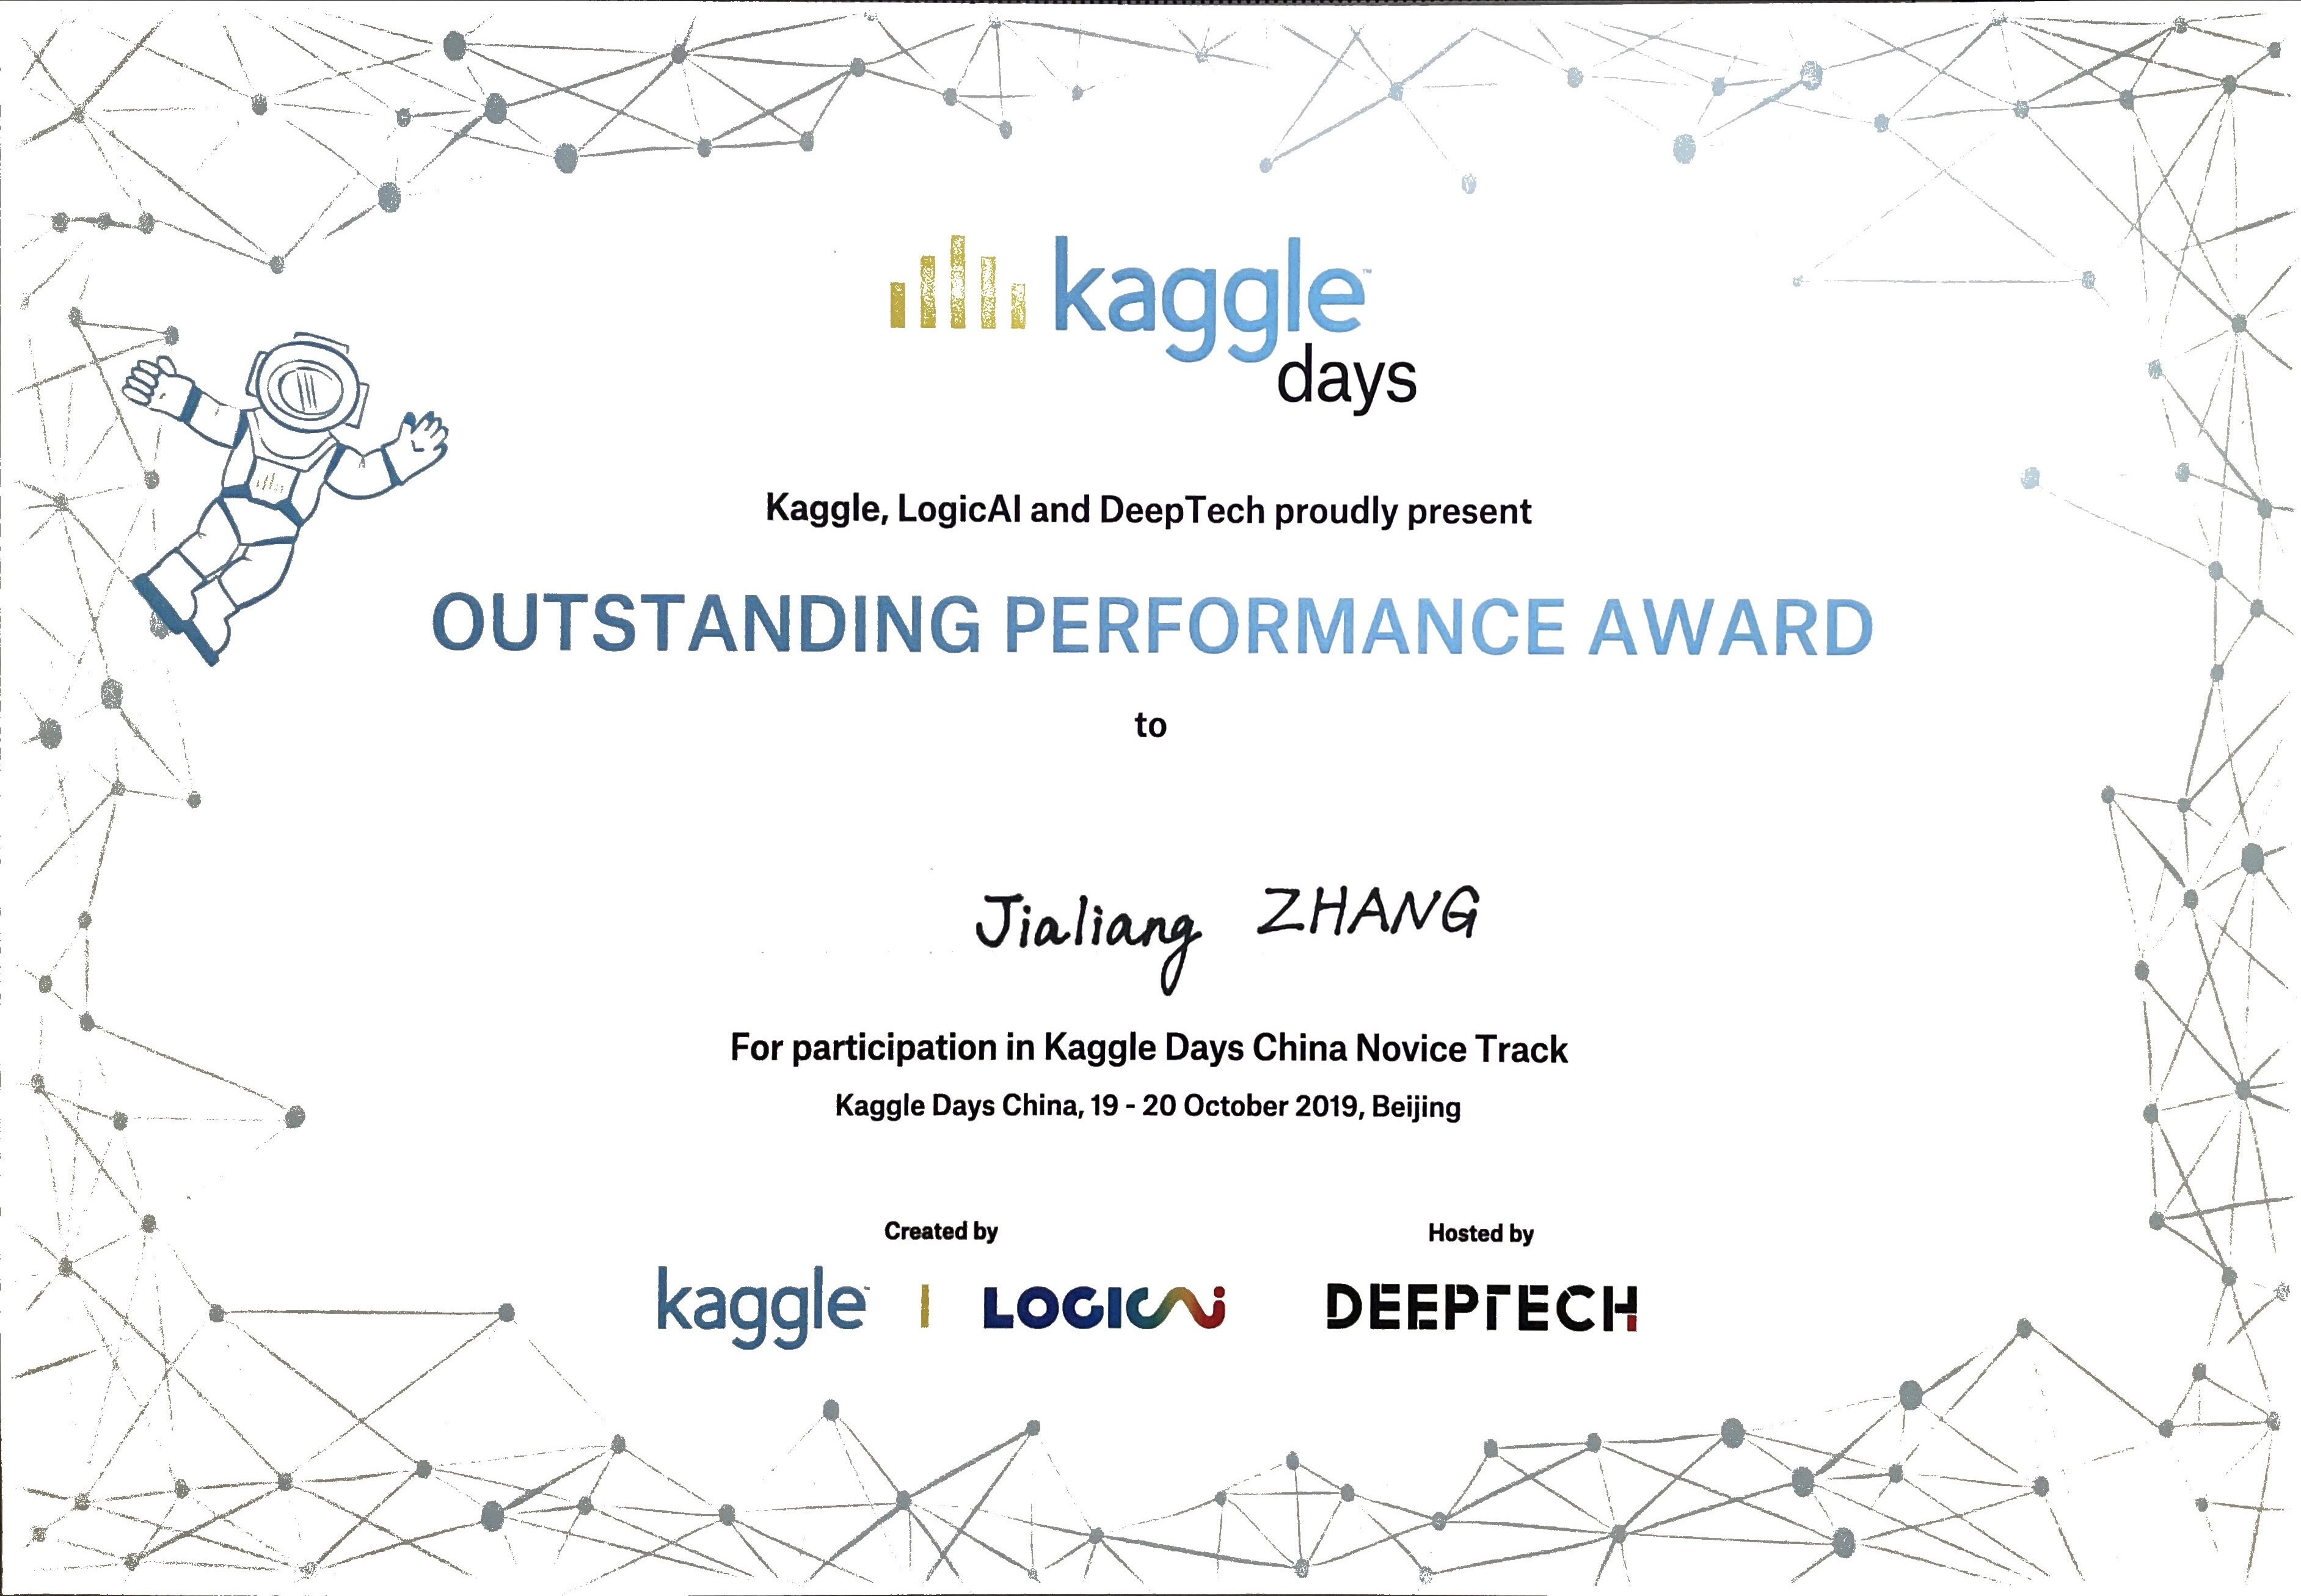 kaggle
days
Kaggle, LogicAI and DeepTech proudly present
OUTSTANDING PERFORMANCE AWARD
to
Jialiang ZHANG
For participation in Kaggle Days China Novice Track
Kaggle Days China, 19 - 20 October 2019, Beijing
Created by
Hosted by
kaggle | LOGICAi
DEEPTECH